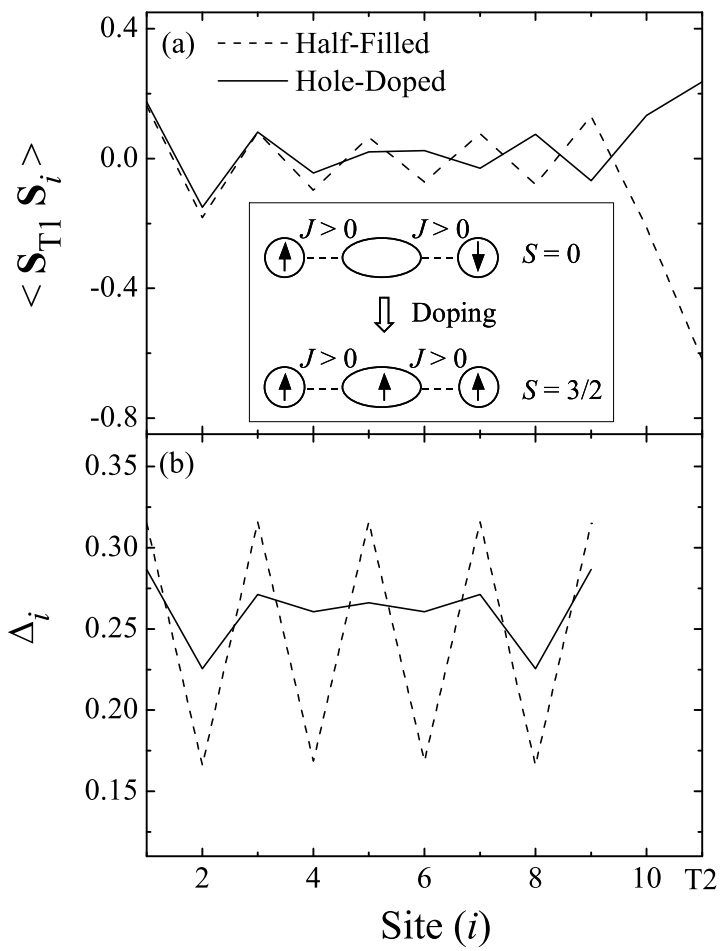 0.4
(a)
Half-Filled
Hole-Doped
0.0
-0.4
-0.8
< S_T1 S_i >
J > 0 J > 0
S = 0
Doping
J > 0 J > 0
S = 3/2
(b)
0.35
0.30
0.25
0.20
0.15
Δ_i
2 4 6 8 10 T2
Site (i)